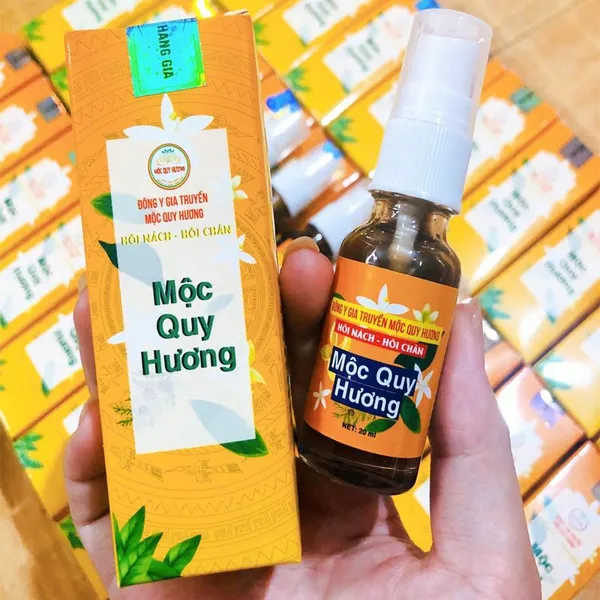 HÀNG GIẢ
MỘC QUY HƯƠNG
ĐÔNG Y GIA TRUYỀN
MỘC QUY HƯƠNG
HÔI NÁCH - HÔI CHÂN
Mộc
Quy
Hương
ĐÔNG Y GIA TRUYỀN MỘC QUY HƯƠNG
HÔI NÁCH - HÔI CHÂN
Mộc Quy
Hương
NET: 20 ml
MỘC